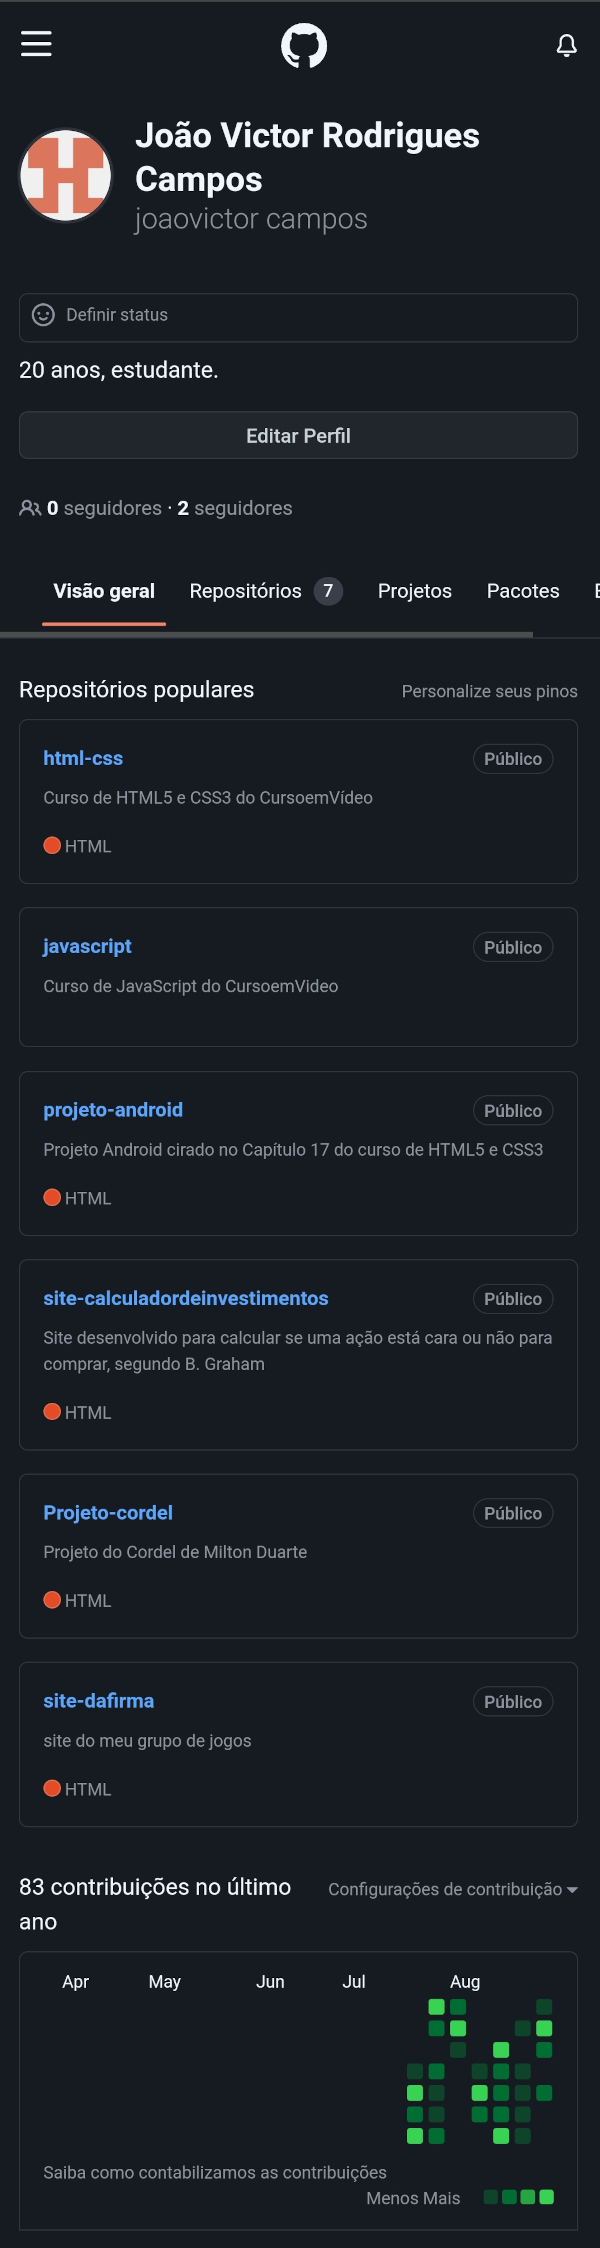 João Victor Rodrigues
Campos
joaovictor campos
Definir status
20 anos, estudante.
Editar Perfil
0 seguidores · 2 seguidores
Visão geral Repositórios 7 Projetos Pacotes
Repositórios populares Personalize seus pinos
html-css Público
Curso de HTML5 e CSS3 do CursoemVídeo
HTML
javascript Público
Curso de JavaScript do CursoemVideo
projeto-android Público
Projeto Android cirado no Capítulo 17 do curso de HTML5 e CSS3
HTML
site-calculadordeinvestimentos Público
Site desenvolvido para calcular se uma ação está cara ou não para
comprar, segundo B. Graham
HTML
Projeto-cordel Público
Projeto do Cordel de Milton Duarte
HTML
site-dafirma Público
site do meu grupo de jogos
HTML
83 contribuições no último
ano
Configurações de contribuição
Apr May Jun Jul Aug
Saiba como contabilizamos as contribuições
Menos Mais